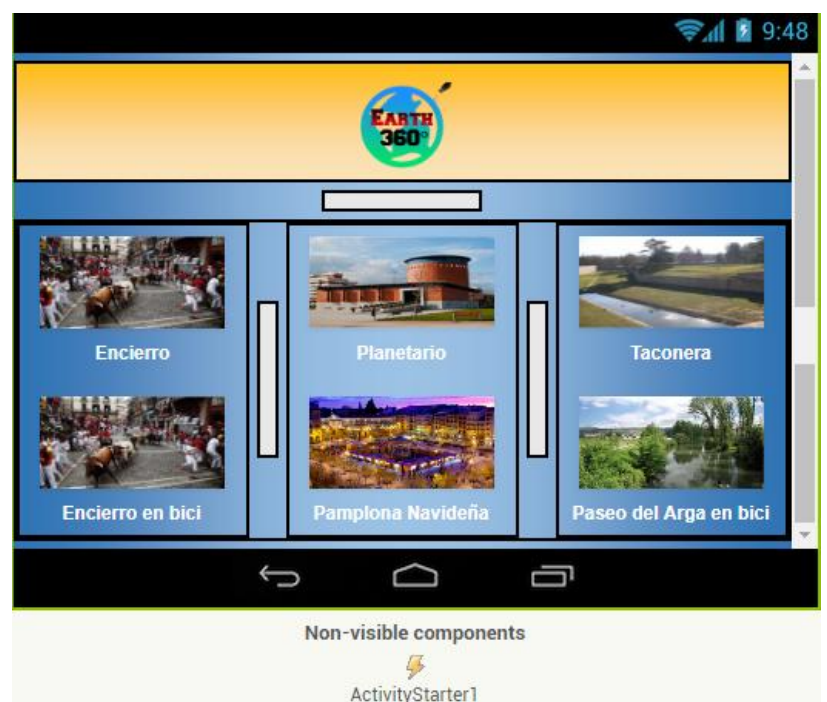 9:48
EARTH
360°
Encierro
Planetario
Taconera
Encierro en bici
Pamplona Navideña
Paseo del Arga en bici
Non-visible components
ActivityStarter1